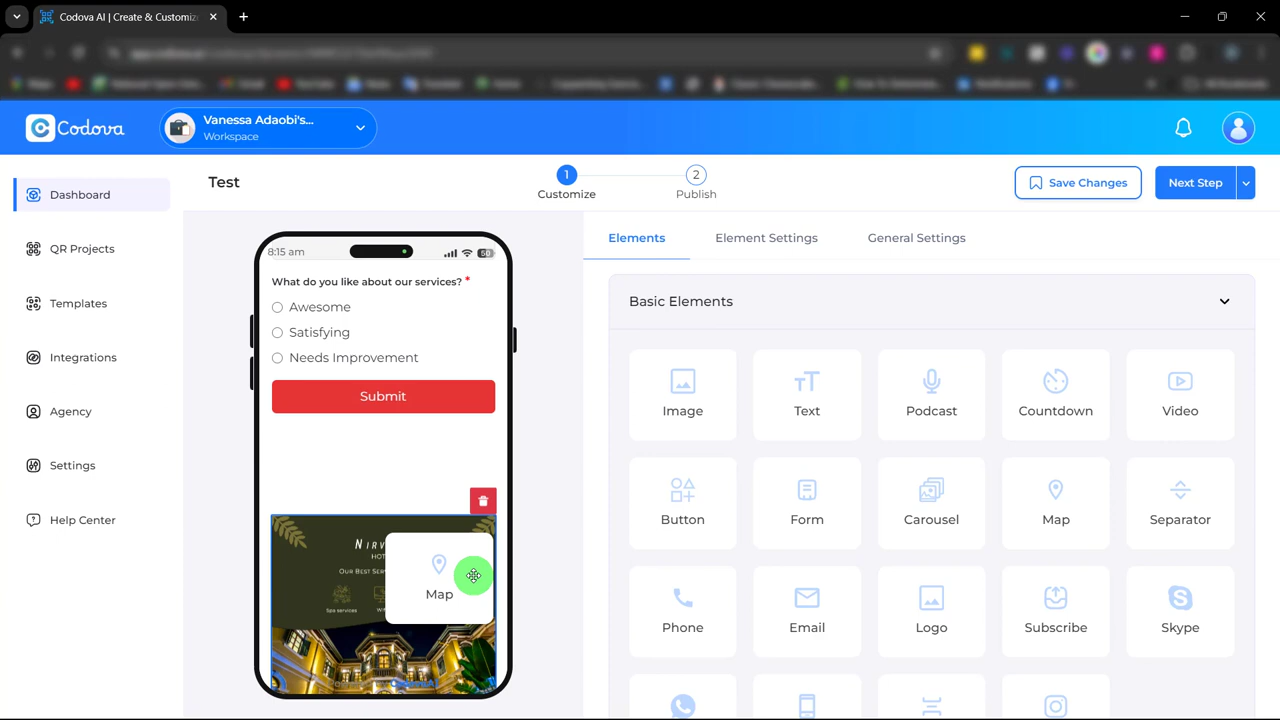 Codova AI | Create & Customiz
Codova
Vanessa Adaobi's...
Workspace
Test
1
Customize
2
Publish
Save Changes
Next Step
Dashboard
QR Projects
Templates
Integrations
Agency
Settings
Help Center
8:15 am
50
What do you like about our services? *
Awesome
Satisfying
Needs Improvement
Submit
Map
Elements
Element Settings
General Settings
Basic Elements
Image
Text
Podcast
Countdown
Video
Button
Form
Carousel
Map
Separator
Phone
Email
Logo
Subscribe
Skype
Spa services